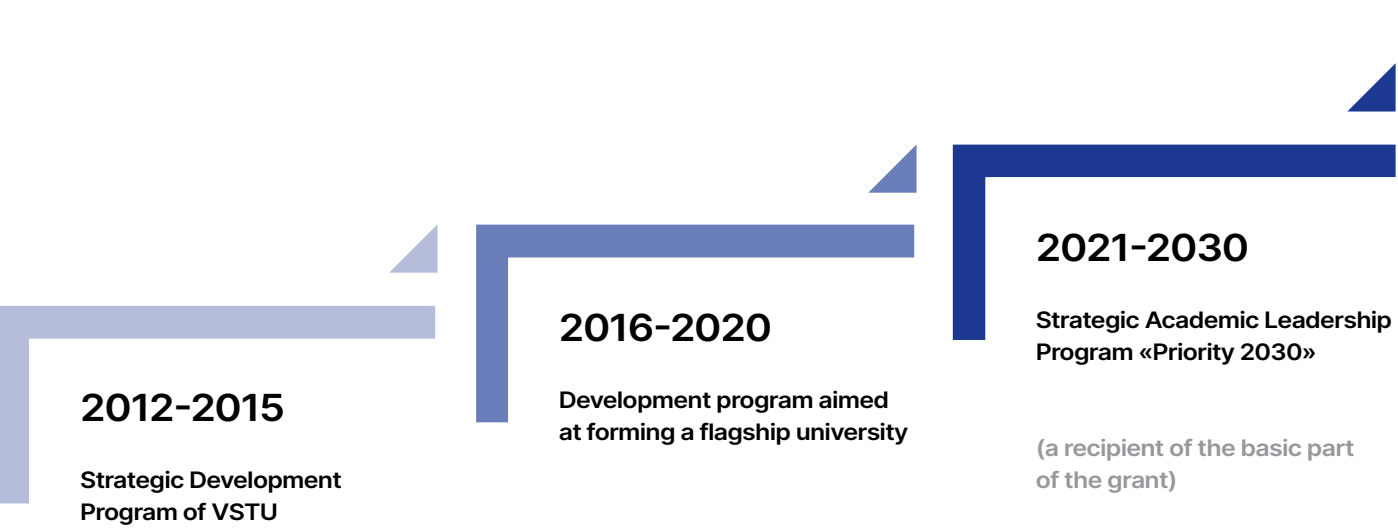 2012-2015
Strategic Development
Program of VSTU
2016-2020
Development program aimed
at forming a flagship university
2021-2030
Strategic Academic Leadership
Program «Priority 2030»
(a recipient of the basic part
of the grant)